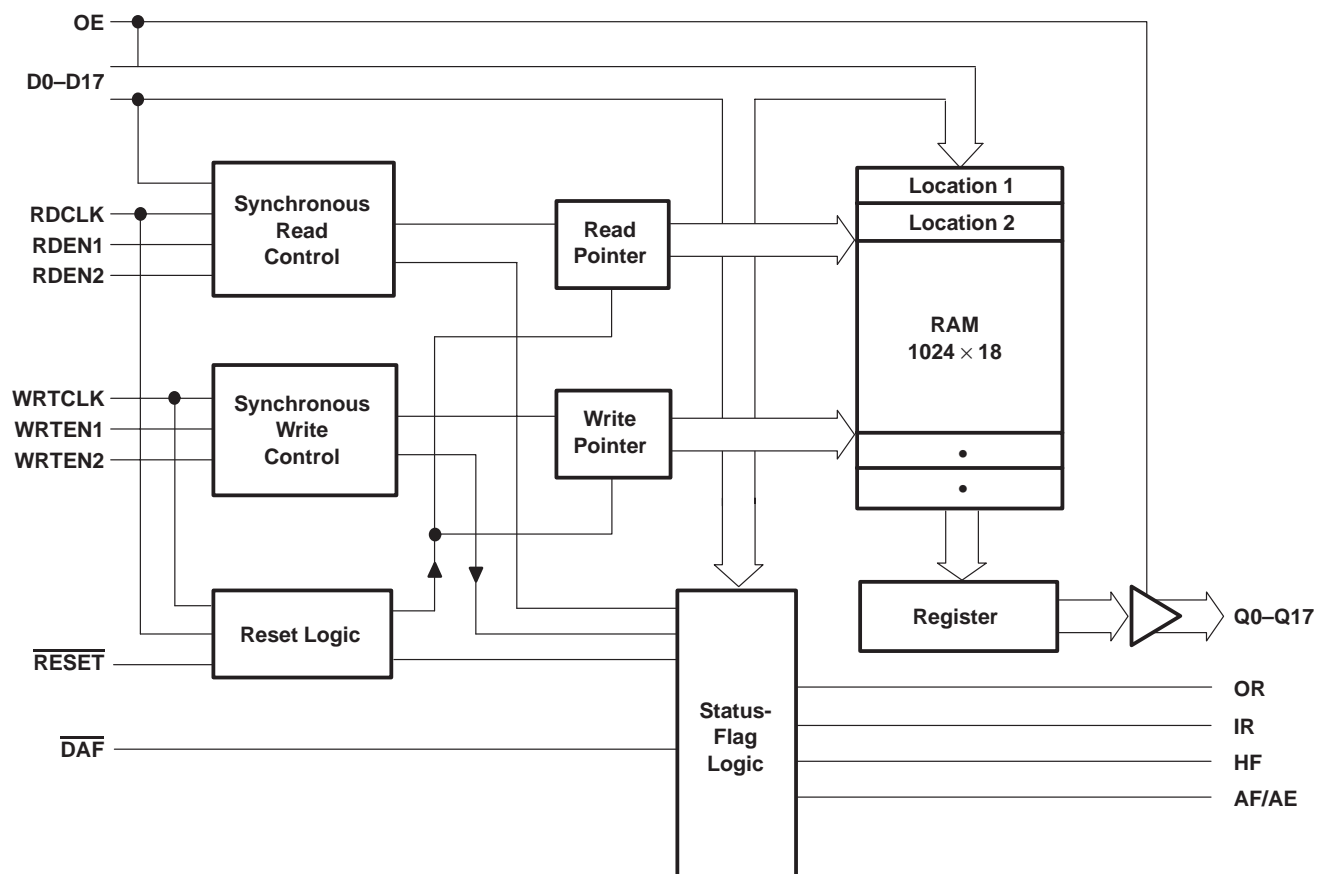 OE
D0–D17
RDCLK
RDEN1
RDEN2
Synchronous
Read
Control
Read
Pointer
Location 1
Location 2
RAM
1024 × 18
WRTCLK
WRTEN1
WRTEN2
Synchronous
Write
Control
Write
Pointer
Reset Logic
RESET
DAF
Status-
Flag
Logic
Register
Q0–Q17
OR
IR
HF
AF/AE